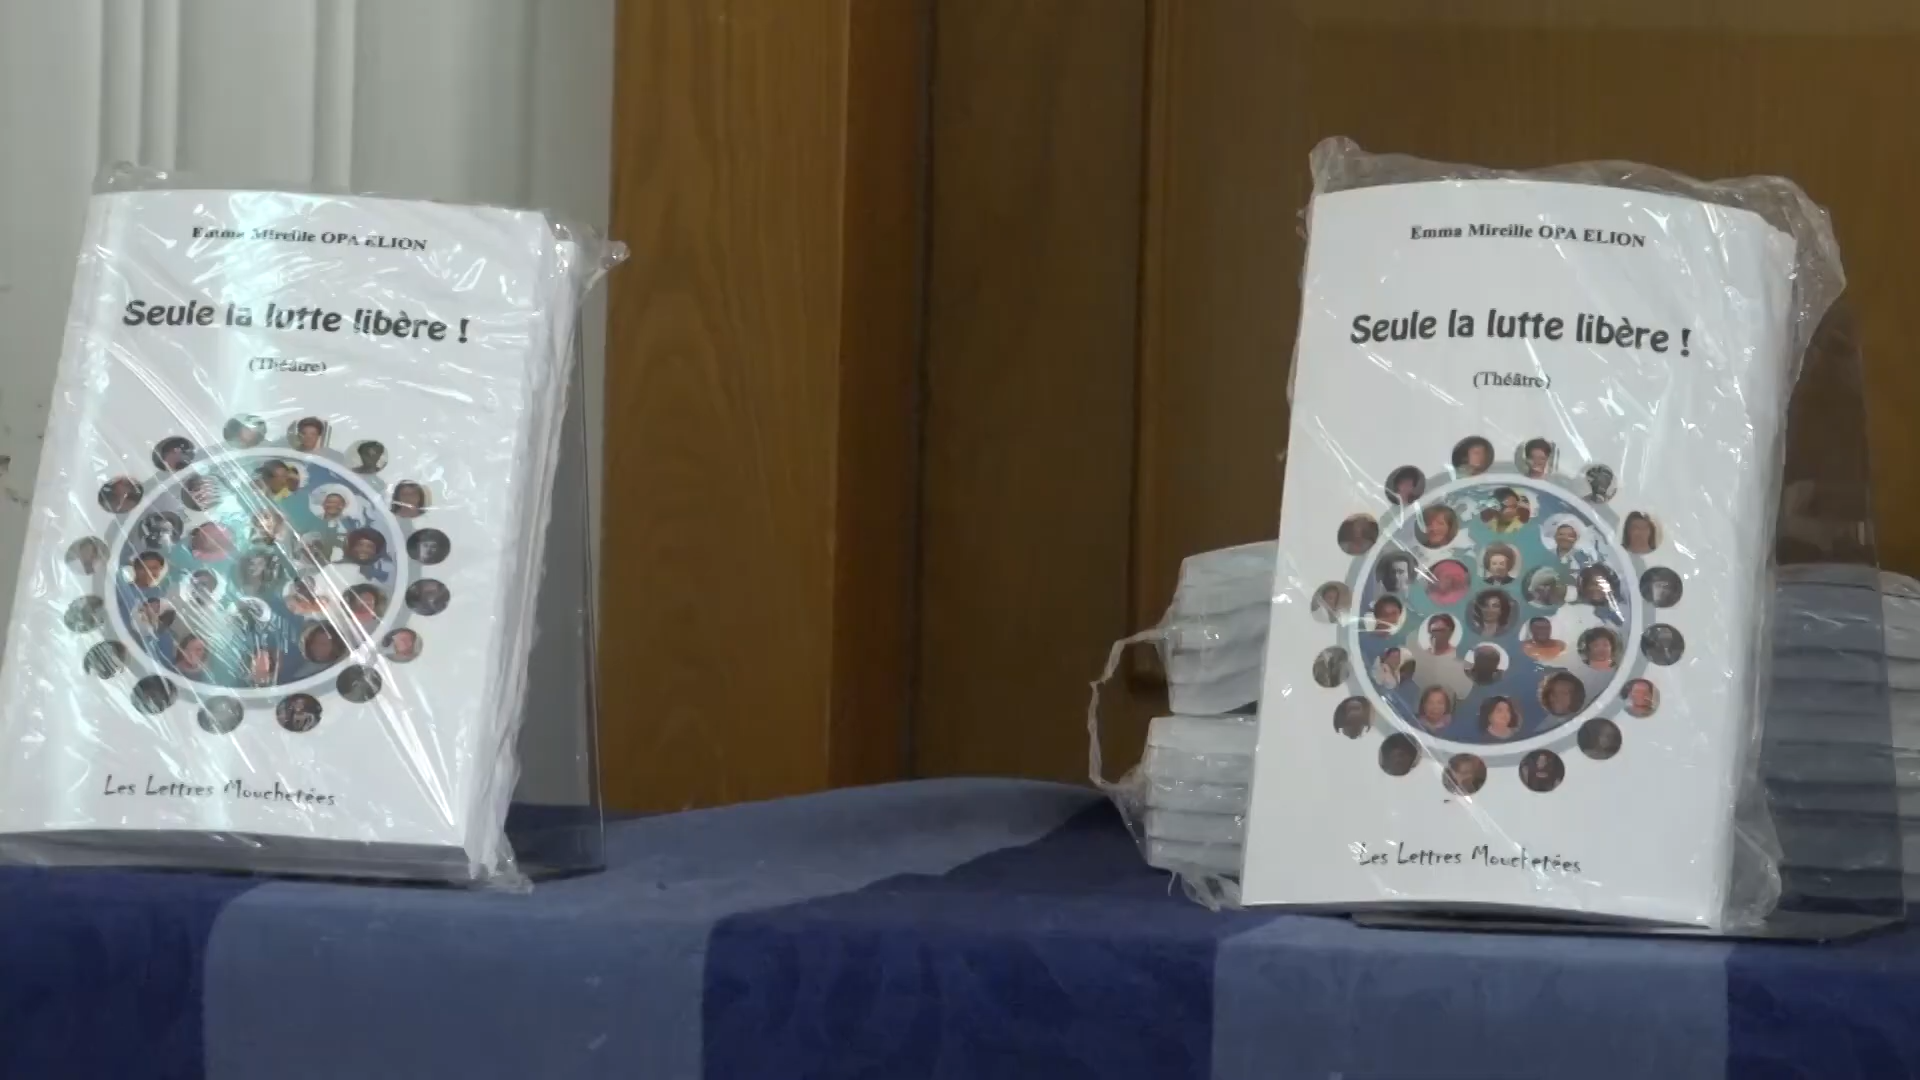 Emma Mireille OPA ELION
Seule la lutte libère !
(Théâtre)
Les Lettres Mouchetées
Emma Mireille OPA ELION
Seule la lutte libère !
(Théâtre)
Les Lettres Mouchetées